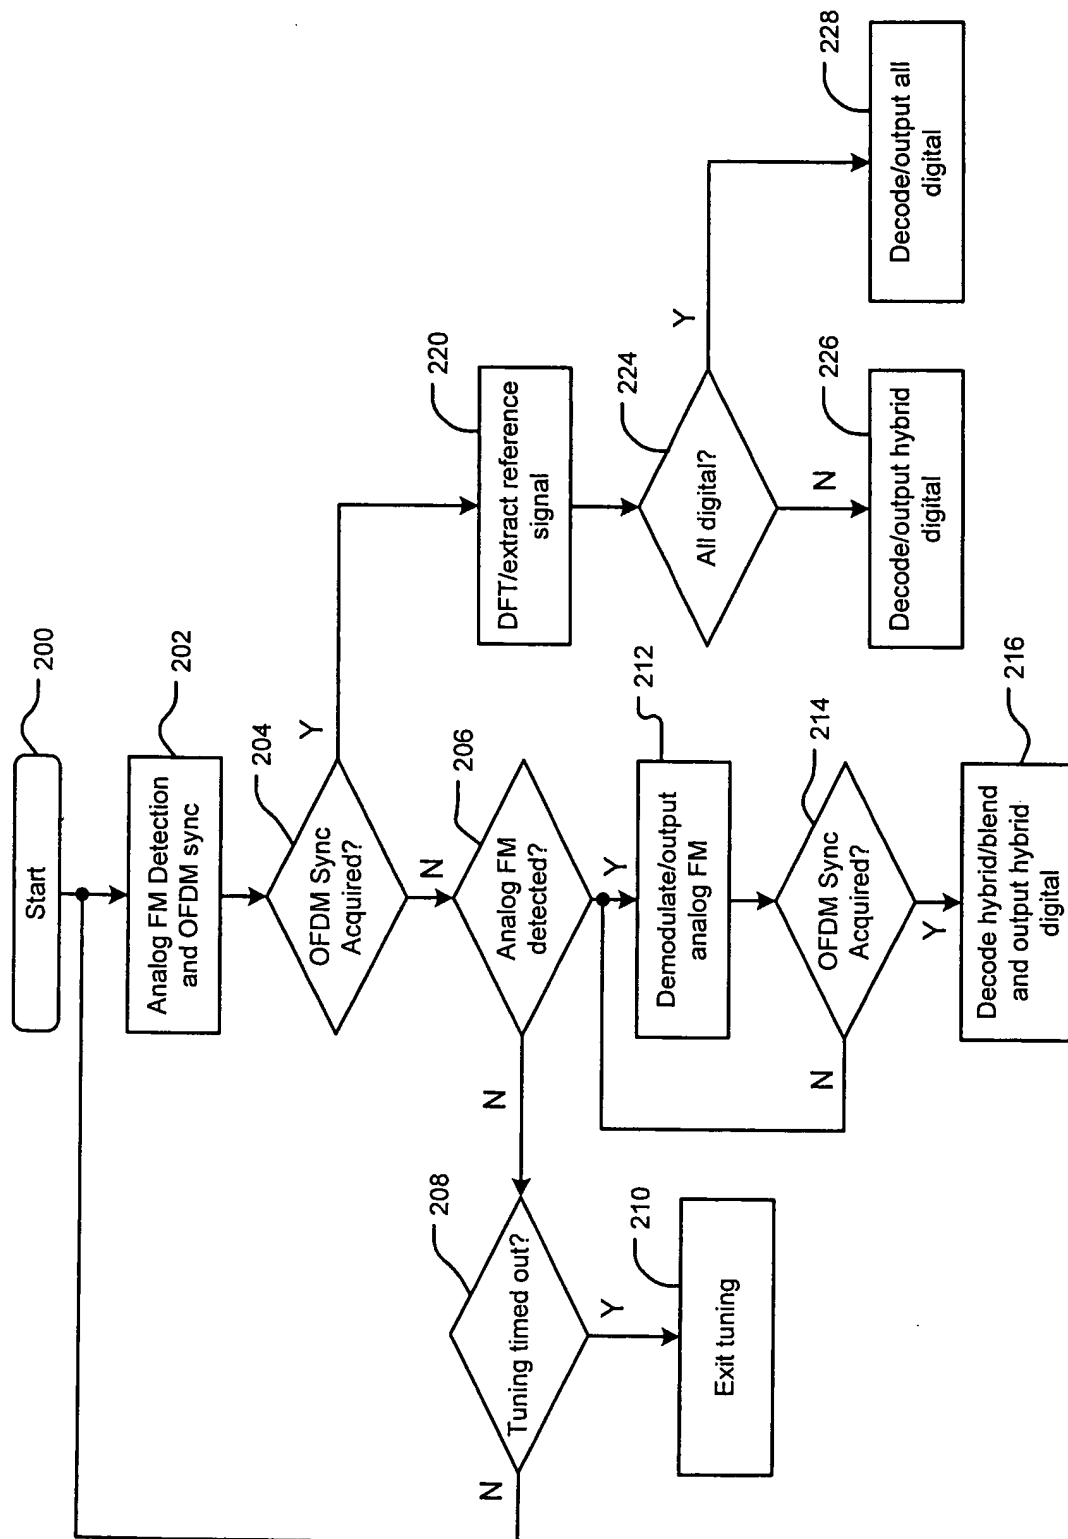 Start
200
Analog FM Detection
and OFDM sync
202
OFDM Sync
Acquired?
204
Y
N
Analog FM
detected?
206
N
Y
Tuning timed out?
208
N
Y
Exit tuning
210
Demodulate/output
analog FM
212
OFDM Sync
Acquired?
214
N
Y
Decode hybrid/blend
and output hybrid
digital
216
DFT/extract reference
signal
220
All digital?
224
Y
N
Decode/output hybrid
digital
226
Decode/output all
digital
228